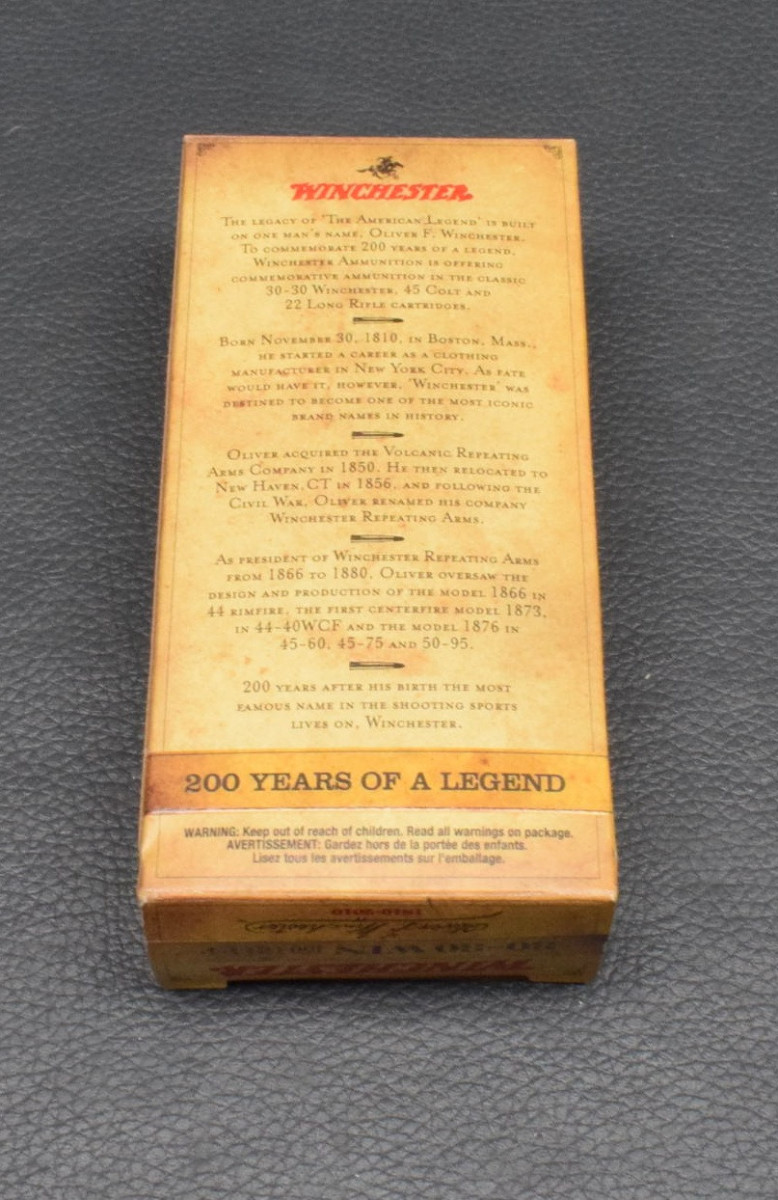 WINCHESTER
THE LEGACY OF 'THE AMERICAN LEGEND' IS BUILT
ON ONE MAN'S NAME, OLIVER F. WINCHESTER.
TO COMMEMORATE 200 YEARS OF A LEGEND,
WINCHESTER AMMUNITION IS OFFERING
COMMEMORATIVE AMMUNITION IN THE CLASSIC
30-30 WINCHESTER, 45 COLT AND
22 LONG RIFLE CARTRIDGES.
BORN NOVEMBER 30, 1810, IN BOSTON, MASS.,
HE STARTED A CAREER AS A CLOTHING
MANUFACTURER IN NEW YORK CITY. AS FATE
WOULD HAVE IT, HOWEVER, 'WINCHESTER' WAS
DESTINED TO BECOME ONE OF THE MOST ICONIC
BRAND NAMES IN HISTORY.
OLIVER ACQUIRED THE VOLCANIC REPEATING
ARMS COMPANY IN 1850. HE THEN RELOCATED TO
NEW HAVEN, CT IN 1856, AND FOLLOWING THE
CIVIL WAR, OLIVER RENAMED HIS COMPANY
WINCHESTER REPEATING ARMS.
AS PRESIDENT OF WINCHESTER REPEATING ARMS
FROM 1866 TO 1880, OLIVER OVERSAW THE
DESIGN AND PRODUCTION OF THE MODEL 1866 IN
44 RIMFIRE, THE FIRST CENTERFIRE MODEL 1873,
IN 44-40WCF AND THE MODEL 1876 IN
45-60, 45-75 AND 50-95.
200 YEARS AFTER HIS BIRTH THE MOST
FAMOUS NAME IN THE SHOOTING SPORTS
LIVES ON, WINCHESTER.
200 YEARS OF A LEGEND
WARNING: Keep out of reach of children. Read all warnings on package.
AVERTISSEMENT: Gardez hors de la portée des enfants.
Lisez tous les avertissements sur l'emballage.
1810-2010
Winchester
30-30 WIN
WINCHESTER